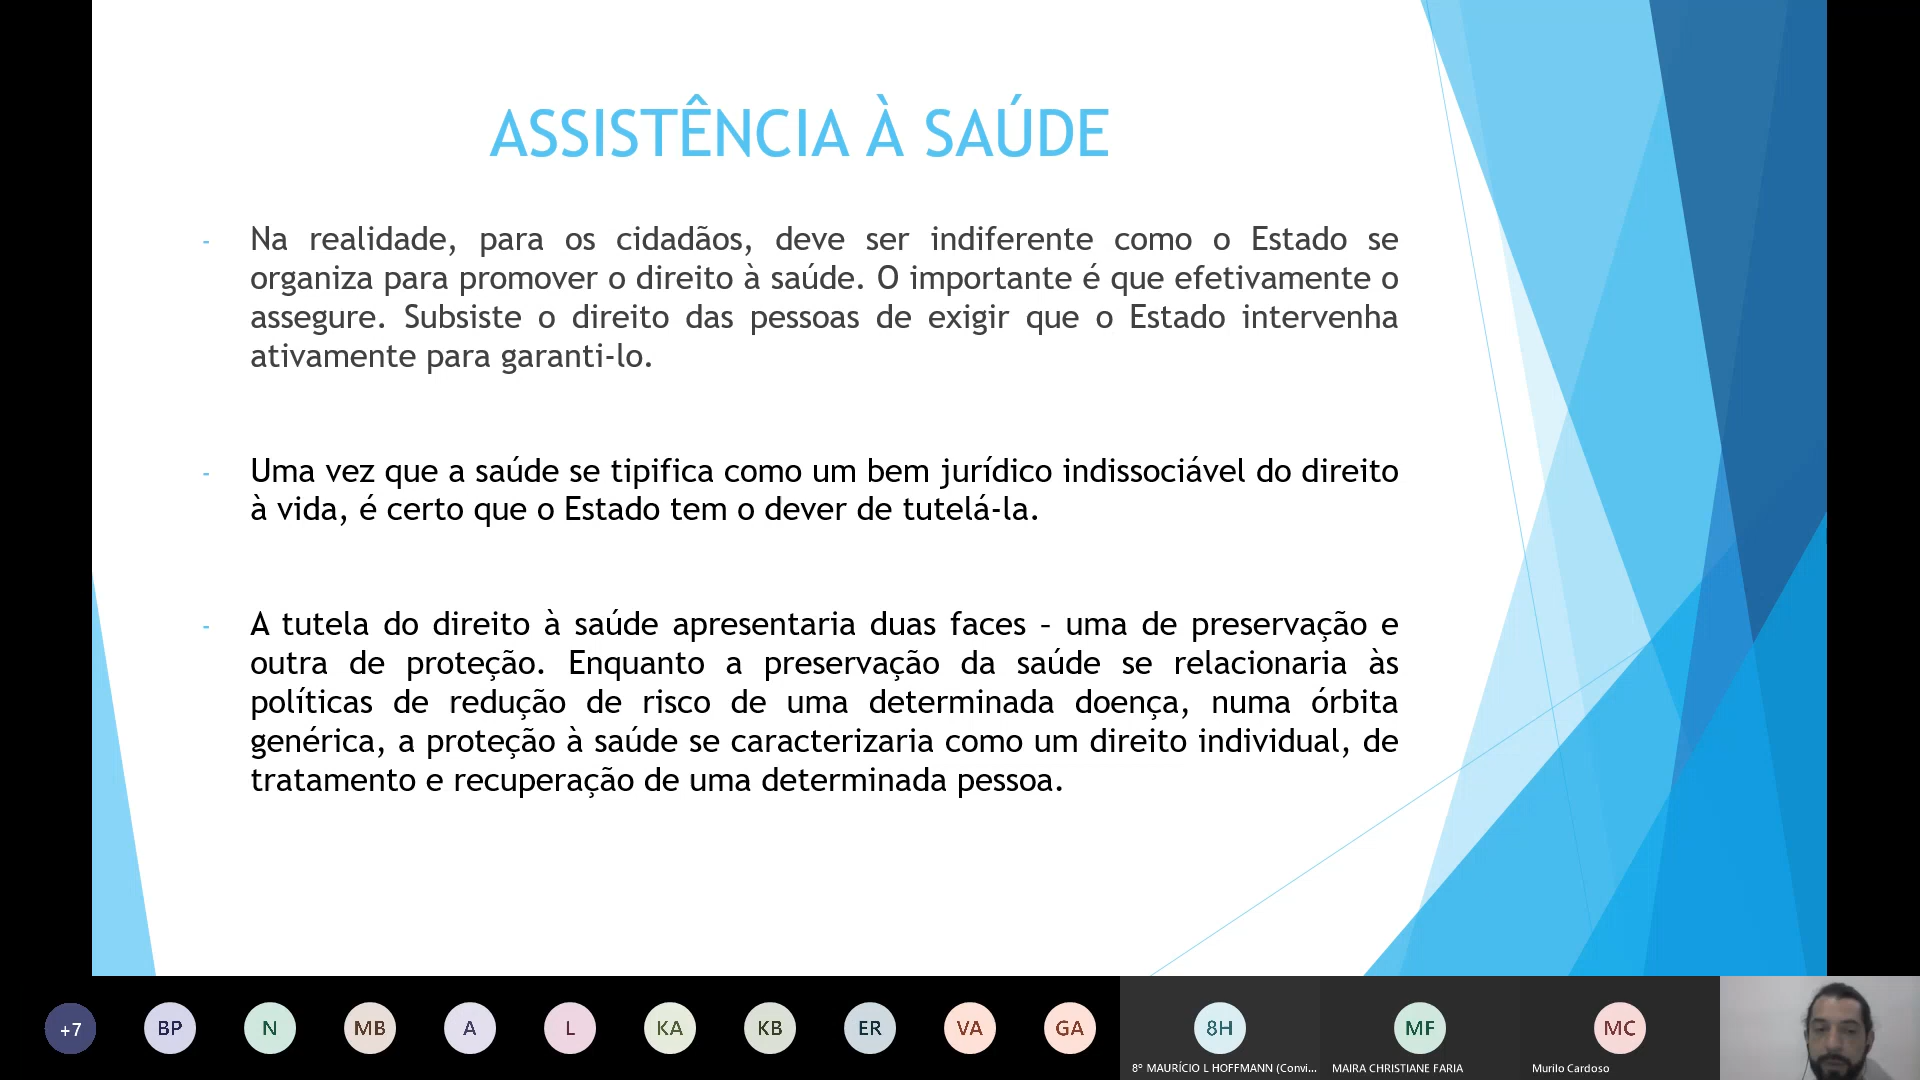 ASSISTÊNCIA À SAÚDE
- Na realidade, para os cidadãos, deve ser indiferente como o Estado se
organiza para promover o direito à saúde. O importante é que efetivamente o
assegure. Subsiste o direito das pessoas de exigir que o Estado intervenha
ativamente para garanti-lo.
- Uma vez que a saúde se tipifica como um bem jurídico indissociável do direito
à vida, é certo que o Estado tem o dever de tutelá-la.
- A tutela do direito à saúde apresentaria duas faces – uma de preservação e
outra de proteção. Enquanto a preservação da saúde se relacionaria às
políticas de redução de risco de uma determinada doença, numa órbita
genérica, a proteção à saúde se caracterizaria como um direito individual, de
tratamento e recuperação de uma determinada pessoa.
+7 BP N MB A L KA KB ER VA GA 8H MF MC
8º MAURÍCIO L HOFFMANN (Convi... MAIRA CHRISTIANE FARIA Murilo Cardoso